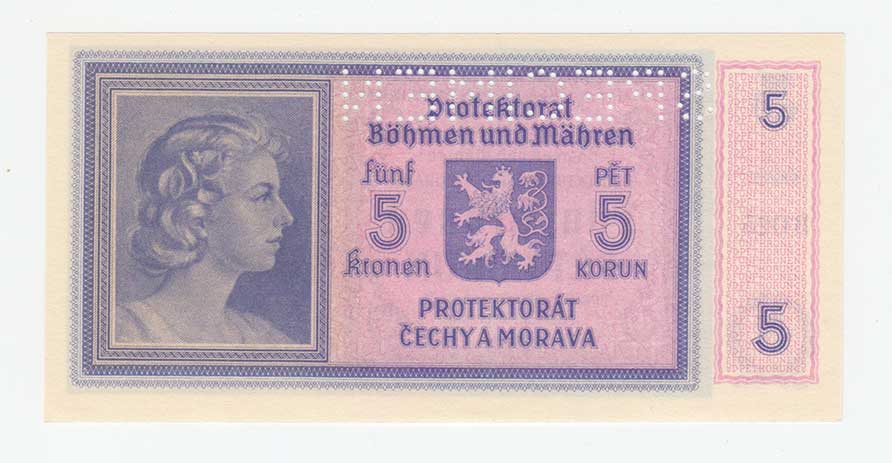 Protektorat
Böhmen und Mähren
fünf PĚT
5 5
Kronen KORUN
PROTEKTORÁT
ČECHY A MORAVA
5
5